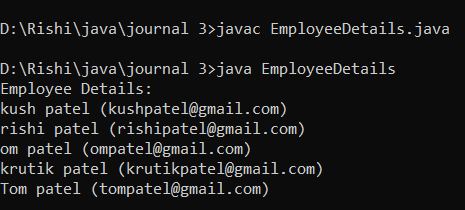 D:\Rishi\java\journal 3>javac EmployeeDetails.java
D:\Rishi\java\journal 3>java EmployeeDetails
Employee Details:
kush patel (kushpatel@gmail.com)
rishi patel (rishipatel@gmail.com)
om patel (ompatel@gmail.com)
krutik patel (krutikpatel@gmail.com)
Tom patel (tompatel@gmail.com)